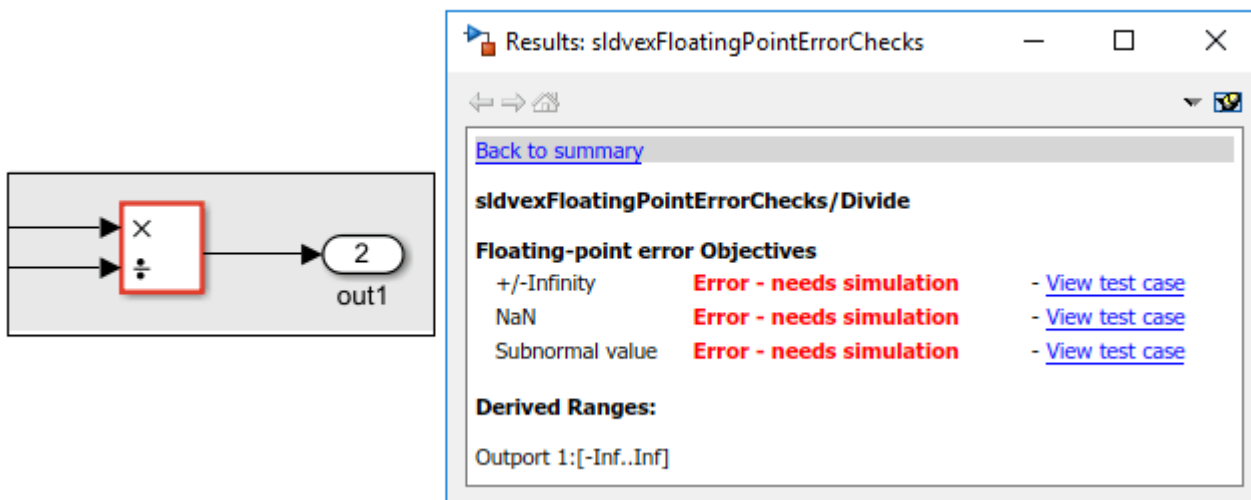 ×
÷
2
out1
Results: sldvexFloatingPointErrorChecks
Back to summary
sldvexFloatingPointErrorChecks/Divide
Floating-point error Objectives
+/-Infinity Error - needs simulation - View test case
NaN Error - needs simulation - View test case
Subnormal value Error - needs simulation - View test case
Derived Ranges:
Outport 1:[-Inf..Inf]